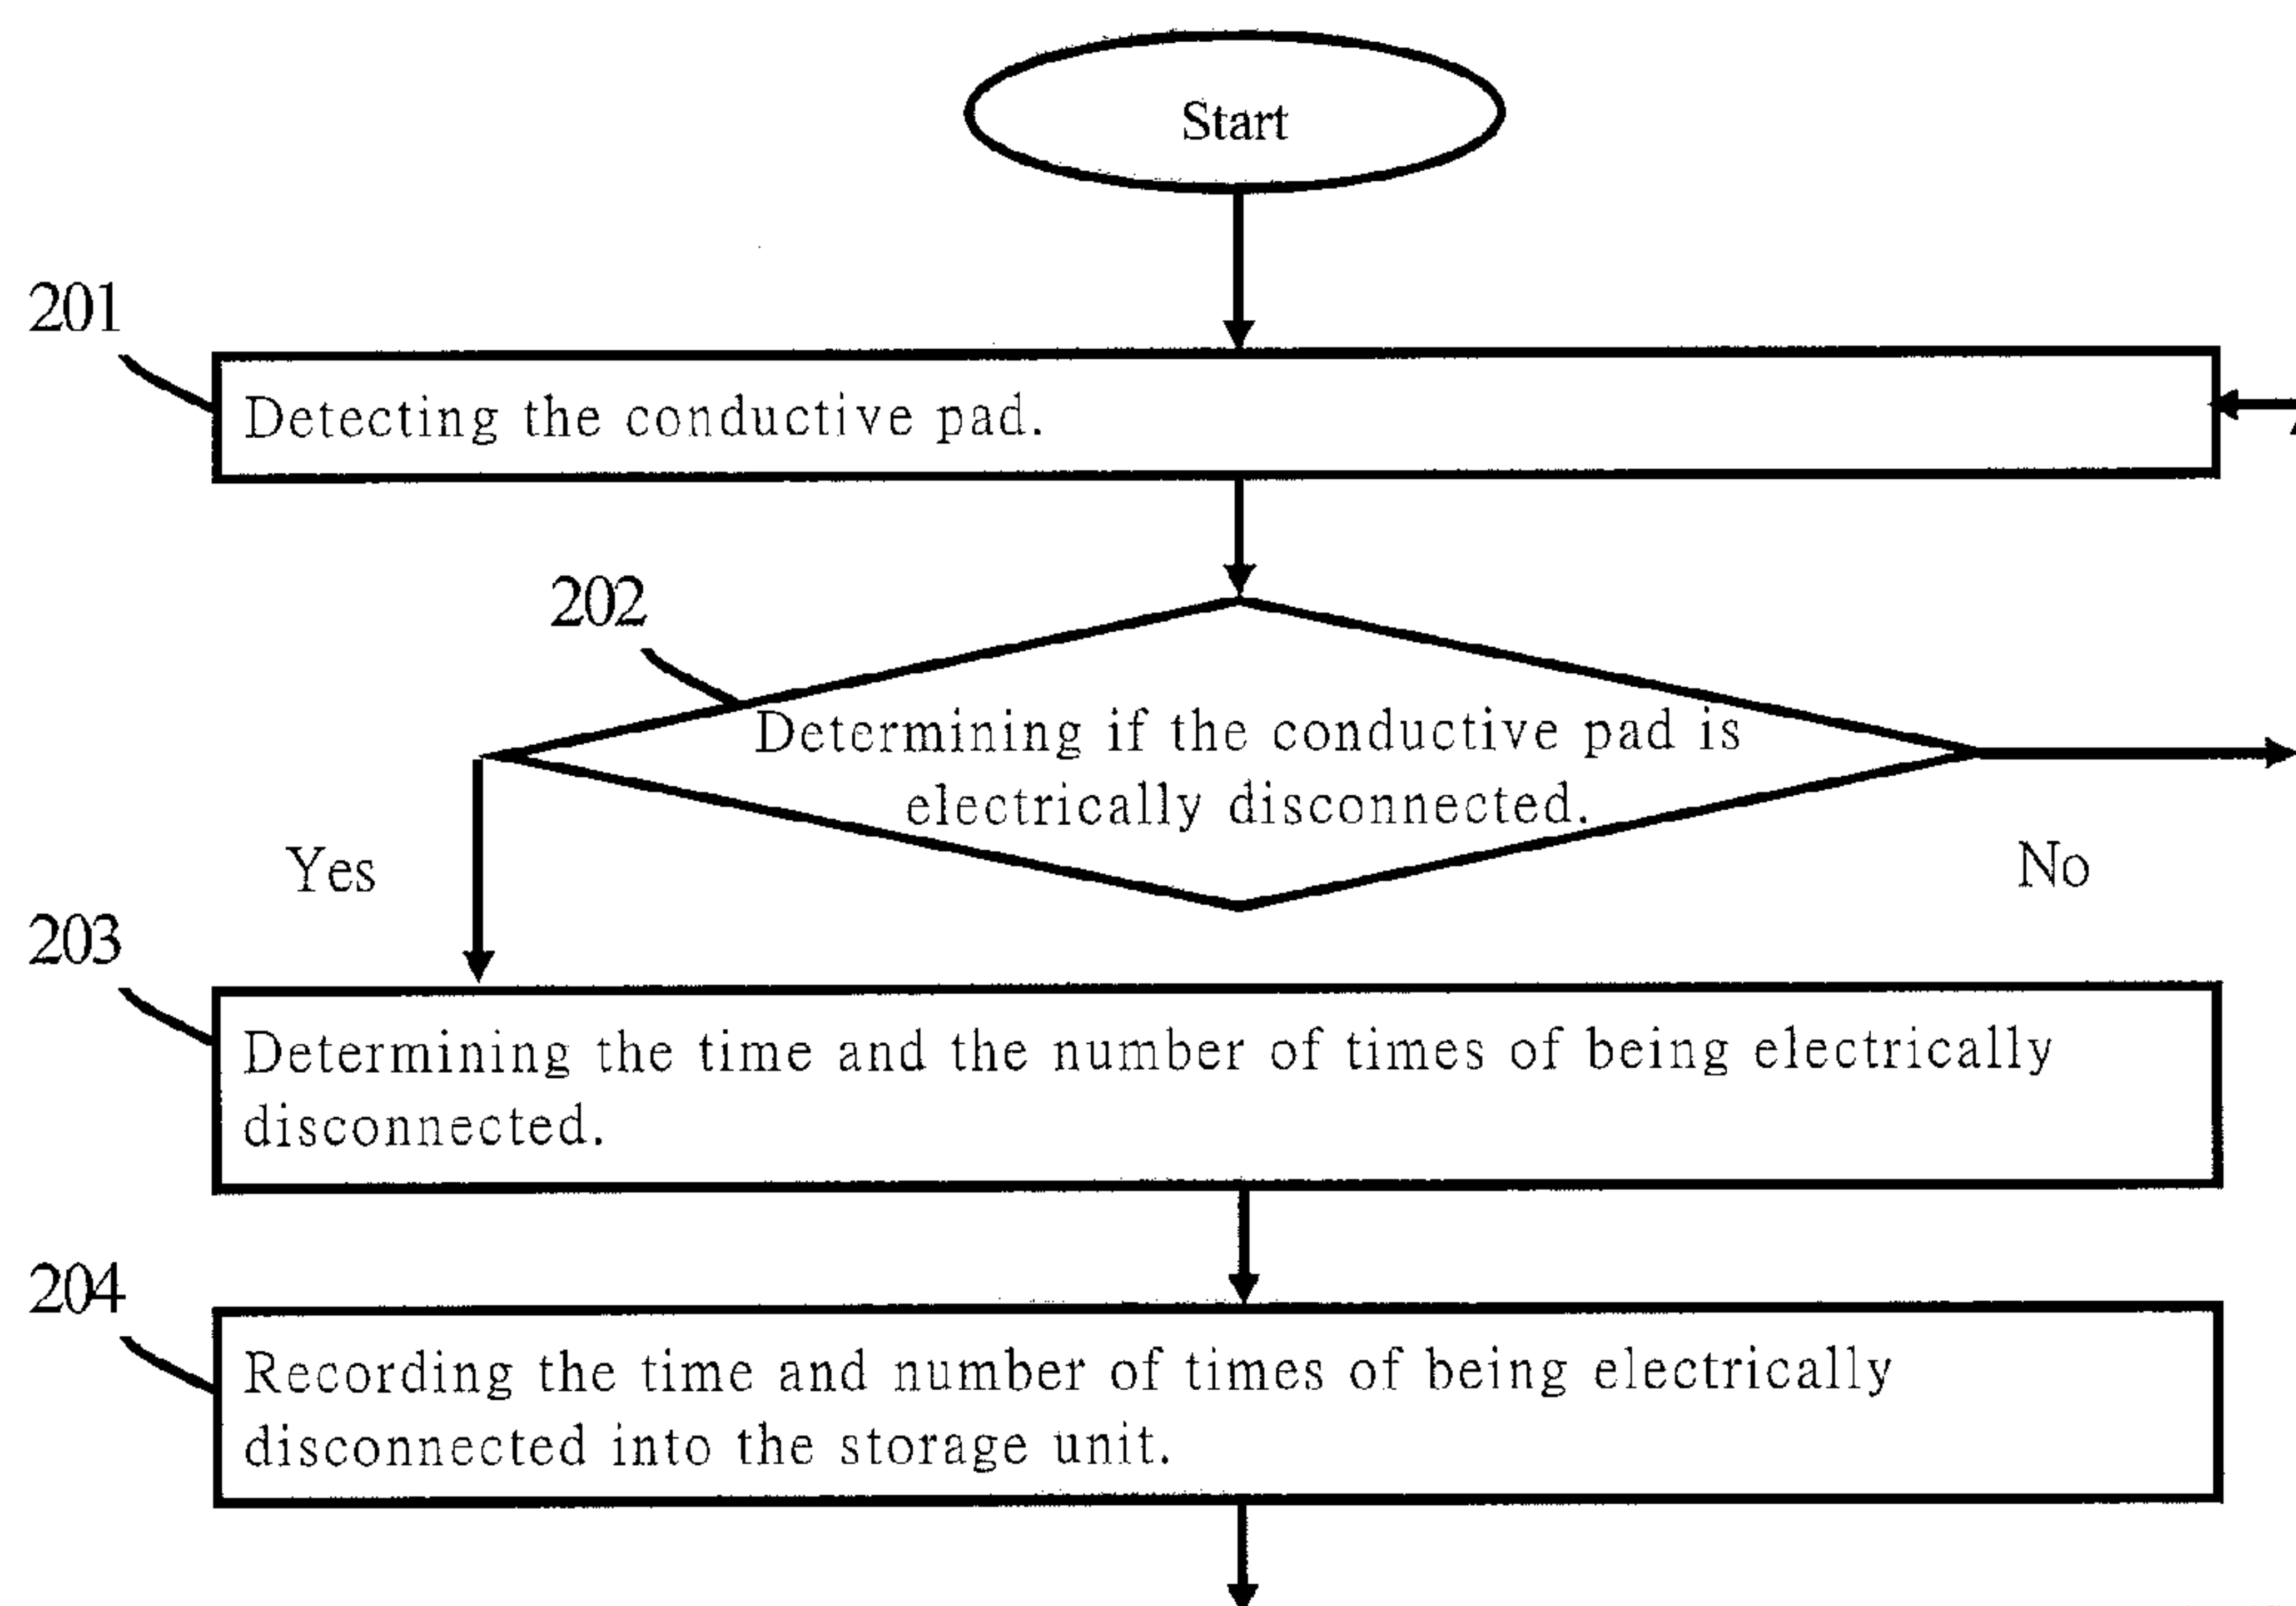 Start
201
Detecting the conductive pad.
202
Determining if the conductive pad is
electrically disconnected.
Yes
No
203
Determining the time and the number of times of being electrically
disconnected.
204
Recording the time and number of times of being electrically
disconnected into the storage unit.